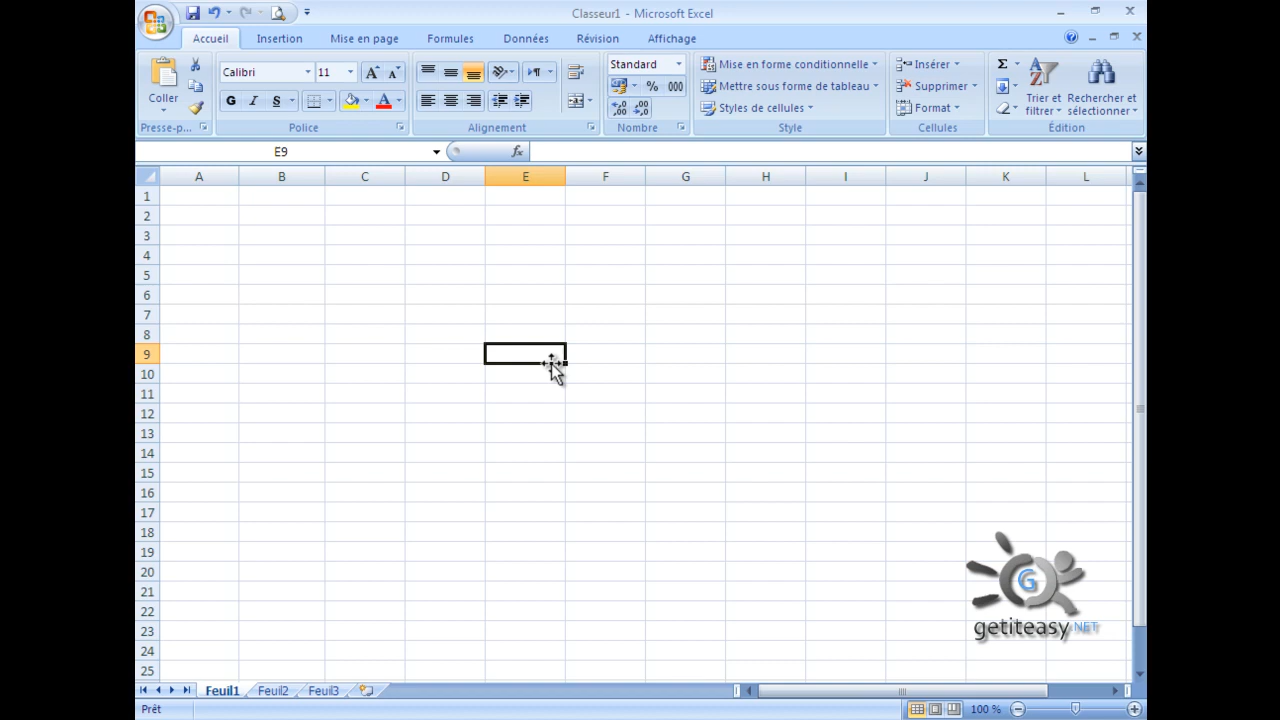 Classeur1 - Microsoft Excel
Accueil Insertion Mise en page Formules Données Révision Affichage
Coller
Calibri 11
G I S
A A A
Standard
% 000
Mise en forme conditionnelle
Mettre sous forme de tableau
Styles de cellules
Insérer
Supprimer
Format
Σ
Trier et filtrer
Rechercher et sélectionner
Presse-p... Police Alignement Nombre Style Cellules Édition
E9 fx
A B C D E F G H I J K L
1
2
3
4
5
6
7
8
9
10
11
12
13
14
15
16
17
18
19
20
21
22
23
24
25
G
getiteasy.NET
Feuil1 Feuil2 Feuil3
Prêt 100 %